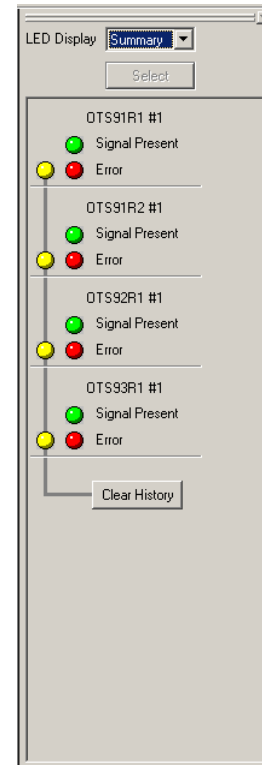 LED Display Summary
Select
OTS91R1 #1
Signal Present
Error
OTS91R2 #1
Signal Present
Error
OTS92R1 #1
Signal Present
Error
OTS93R1 #1
Signal Present
Error
Clear History